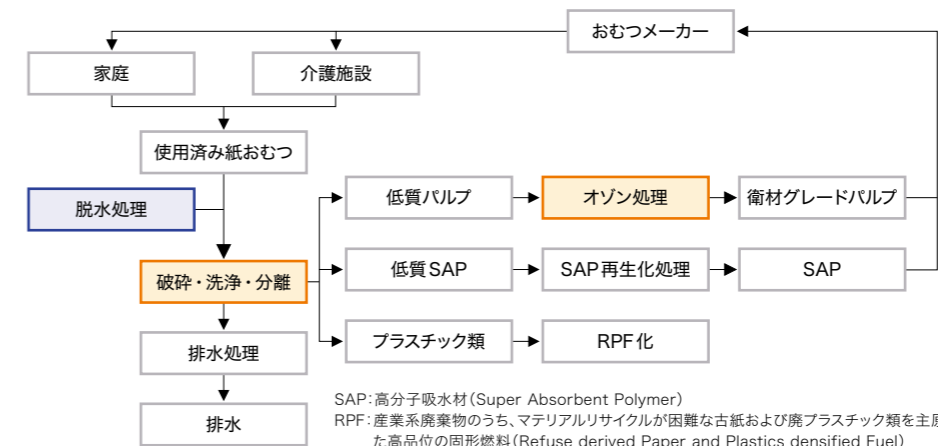 おむつメーカー
家庭
介護施設
使用済み紙おむつ
脱水処理
低質パルプ
オゾン処理
衛材グレードパルプ
破砕・洗浄・分離
低質SAP
SAP再生化処理
SAP
排水処理
プラスチック類
RPF化
排水
SAP：高分子吸水材（Super Absorbent Polymer）
RPF：産業系廃棄物のうち、マテリアルリサイクルが困難な古紙および廃プラスチック類を主原
た高品位の固形燃料（Refuse derived Paper and Plastics densified Fuel）